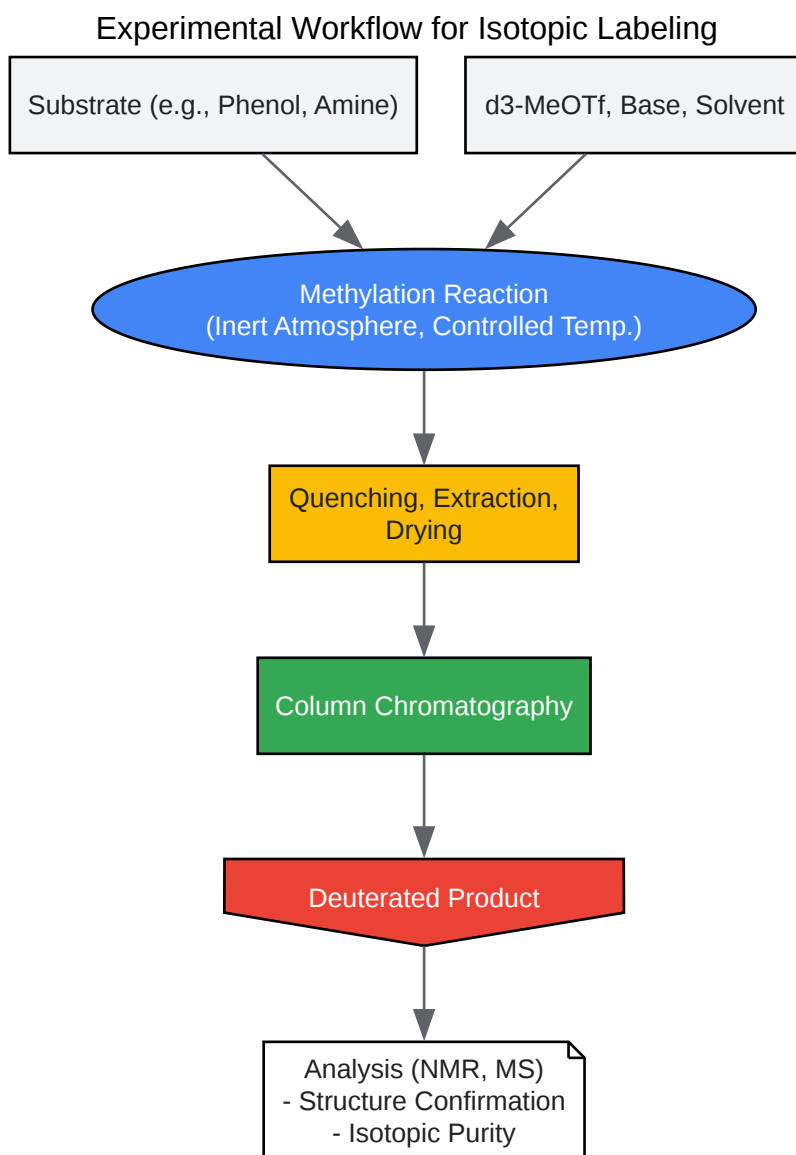 Experimental Workflow for Isotopic Labeling
Substrate (e.g., Phenol, Amine)
d3-MeOTf, Base, Solvent
Methylation Reaction
(Inert Atmosphere, Controlled Temp.)
Quenching, Extraction,
Drying
Column Chromatography
Deuterated Product
Analysis (NMR, MS)
- Structure Confirmation
- Isotopic Purity